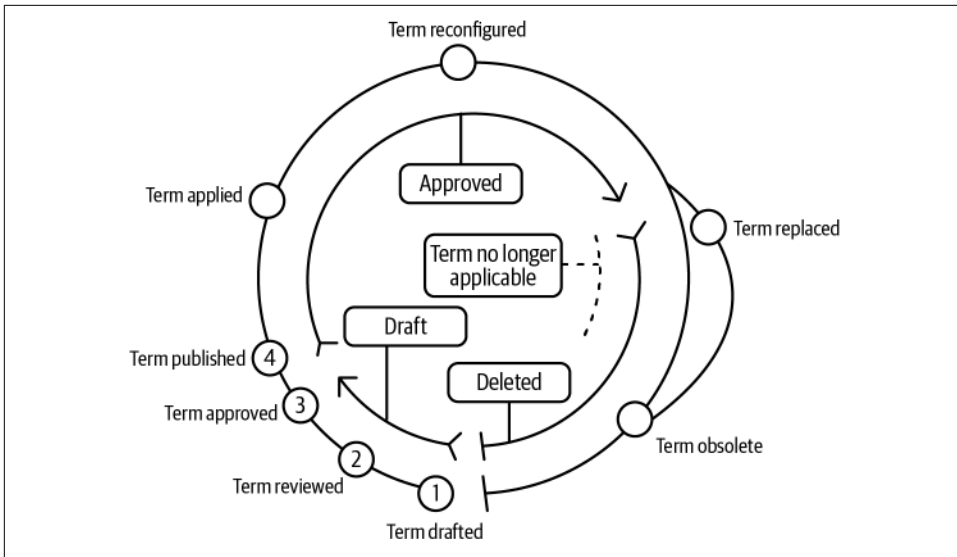 Term reconfigured
Approved
Term applied
Term replaced
Term no longer
applicable
Draft
Term published
4
Deleted
Term approved
3
Term obsolete
2
Term reviewed
1
Term drafted